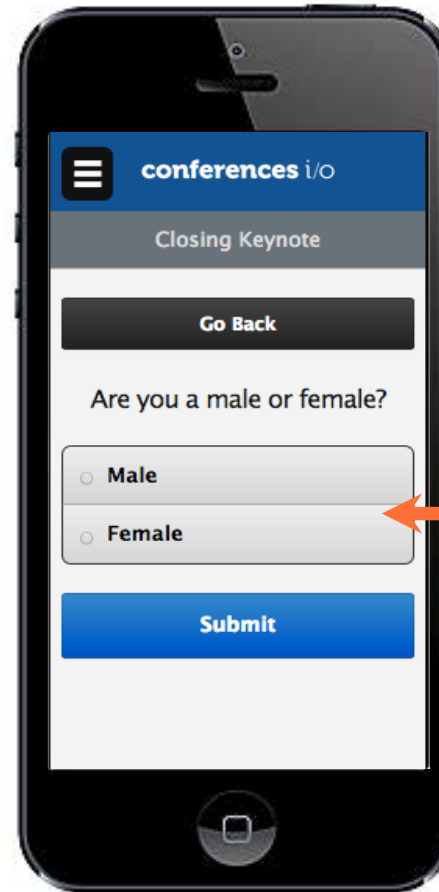 conferences i/o
Closing Keynote
Go Back
Are you a male or female?
Male
Female
Submit